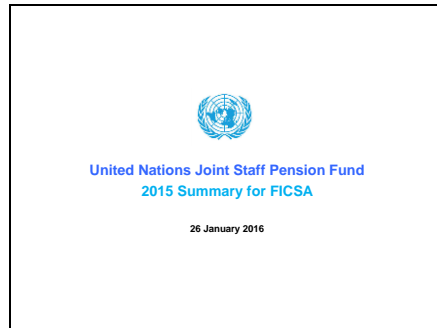 United Nations Joint Staff Pension Fund
2015 Summary for FICSA
26 January 2016